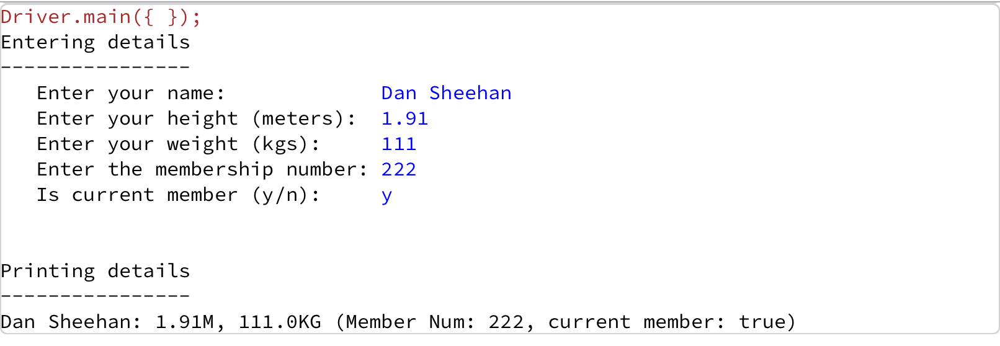 Driver.main({ });
Entering details
----------------
   Enter your name:             Dan Sheehan
   Enter your height (meters):  1.91
   Enter your weight (kgs):     111
   Enter the membership number: 222
   Is current member (y/n):     y
Printing details
----------------
Dan Sheehan: 1.91M, 111.0KG (Member Num: 222, current member: true)